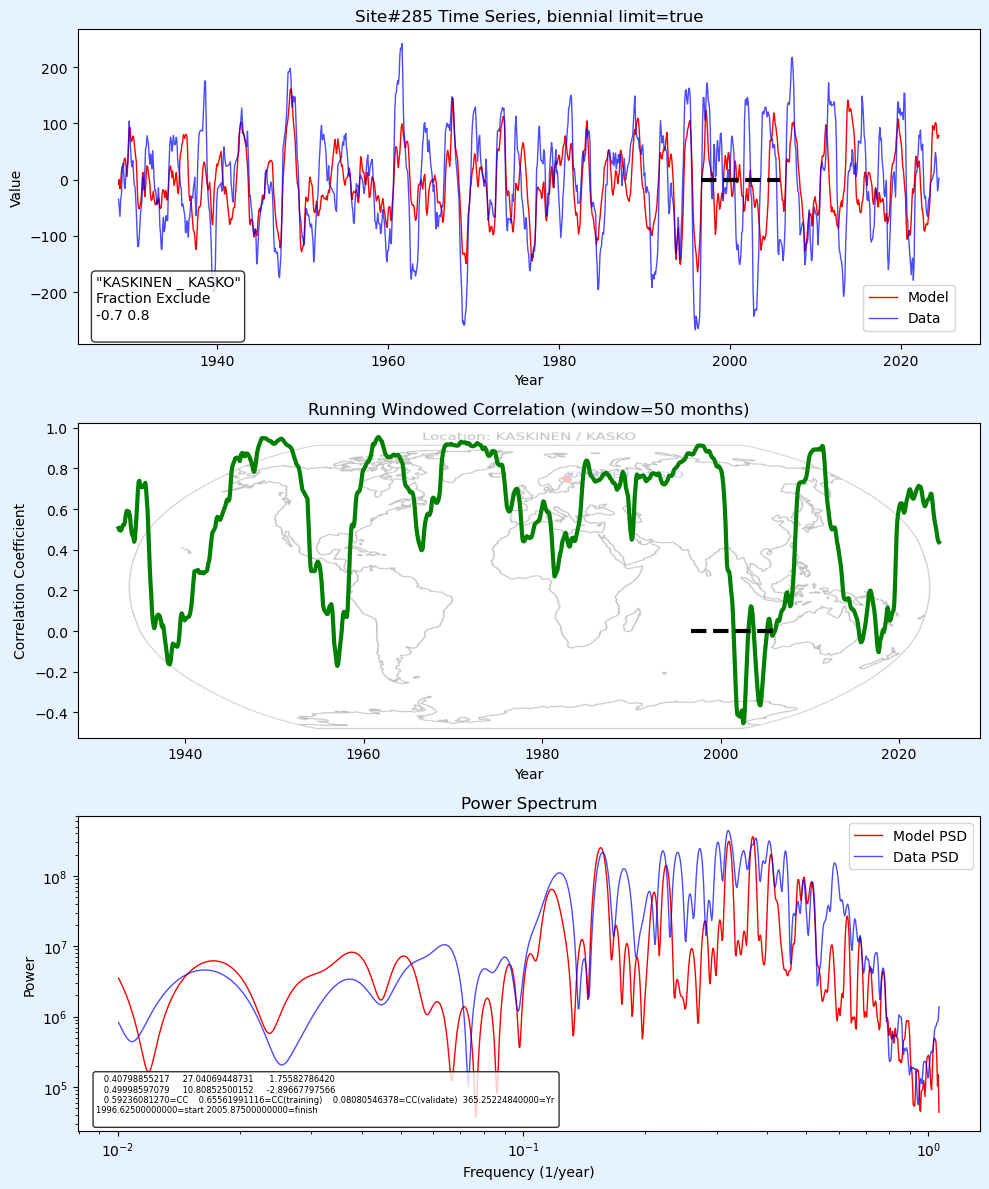 Site#285 Time Series, biennial limit=true
200
100
0
−100
−200
Value
"KASKINEN _ KASKO"
Fraction Exclude
-0.7 0.8
Model
Data
1940
1960
1980
2000
2020
Year
Running Windowed Correlation (window=50 months)
Location: KASKINEN / KASKO
1.0
0.8
0.6
0.4
0.2
0.0
−0.2
−0.4
Correlation Coefficient
1940
1960
1980
2000
2020
Year
Power Spectrum
Model PSD
Data PSD
10⁸
10⁷
10⁶
10⁵
Power
0.40798855217 27.04069448731 1.75582786420
0.49998597079 10.80852500152 -2.89667797566
0.59236081270=CC 0.65561991116=CC(training) 0.08080546378=CC(validate) 365.25224840000=Yr
1996.62500000000=start 2005.87500000000=finish
10⁻²
10⁻¹
10⁰
Frequency (1/year)